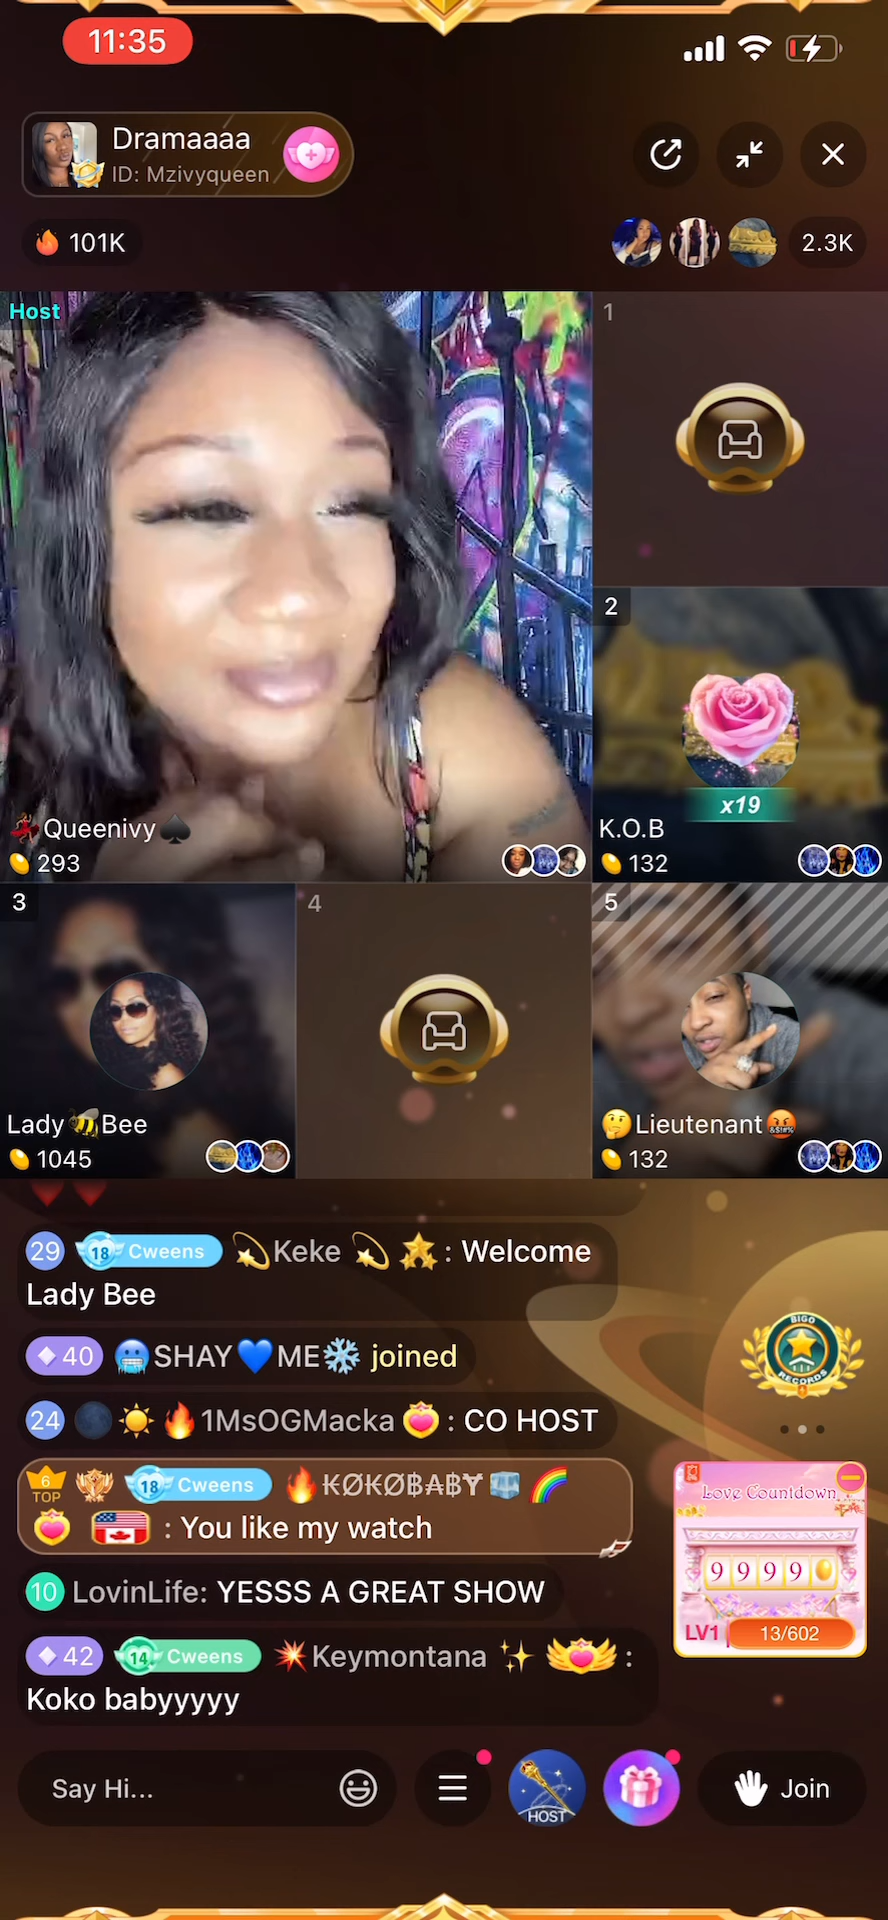 11:35
Dramaaaa
ID: Mzivyqueen
101K
2.3K
Host
1
2
x19
💃Queenivy♠️
293
K.O.B
132
3
4
5
Lady🐝Bee
1045
🤔Lieutenant🤬
132
29 18 Cweens 💫Keke 💫 : Welcome
Lady Bee
40 🥶SHAY💙ME❄️ joined
24 🌑☀️🔥1MsOGMacka : CO HOST
6 TOP 18 Cweens 🔥₭Ø₭Ø฿₳฿Ɏ🧊🌈
: You like my watch
10 LovinLife: YESSS A GREAT SHOW
42 14 Cweens 💥Keymontana ✨ :
Koko babyyyyy
BIGO
RECORDS
Love Countdown
9 9 9 9
LV1 13/602
Say Hi...
HOST
Join